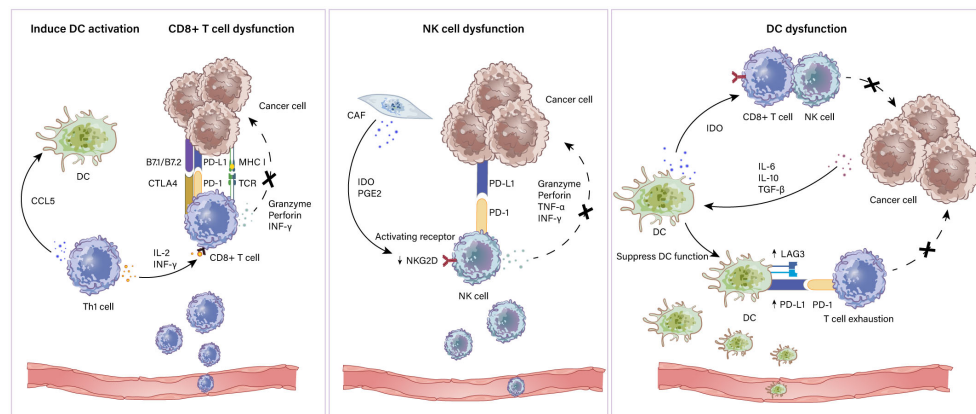 Induce DC activation
CD8+ T cell dysfunction
Cancer cell
DC
B7.1/B7.2
PD-L1
MHC I
CTLA4
PD-1
TCR
CCL5
Granzyme
Perforin
INF-γ
IL-2
INF-γ
CD8+ T cell
Th1 cell
NK cell dysfunction
CAF
Cancer cell
IDO
PGE2
PD-L1
Granzyme
Perforin
TNF-α
INF-γ
PD-1
Activating receptor
NKG2D
NK cell
DC dysfunction
CD8+ T cell
NK cell
IDO
IL-6
IL-10
TGF-β
Cancer cell
DC
Suppress DC function
LAG3
PD-L1
PD-1
DC
T cell exhaustion